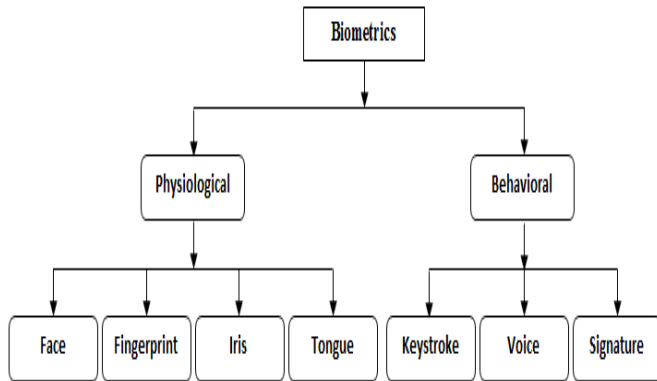 Biometrics
Physiological
Behavioral
Face
Fingerprint
Iris
Tongue
Keystroke
Voice
Signature